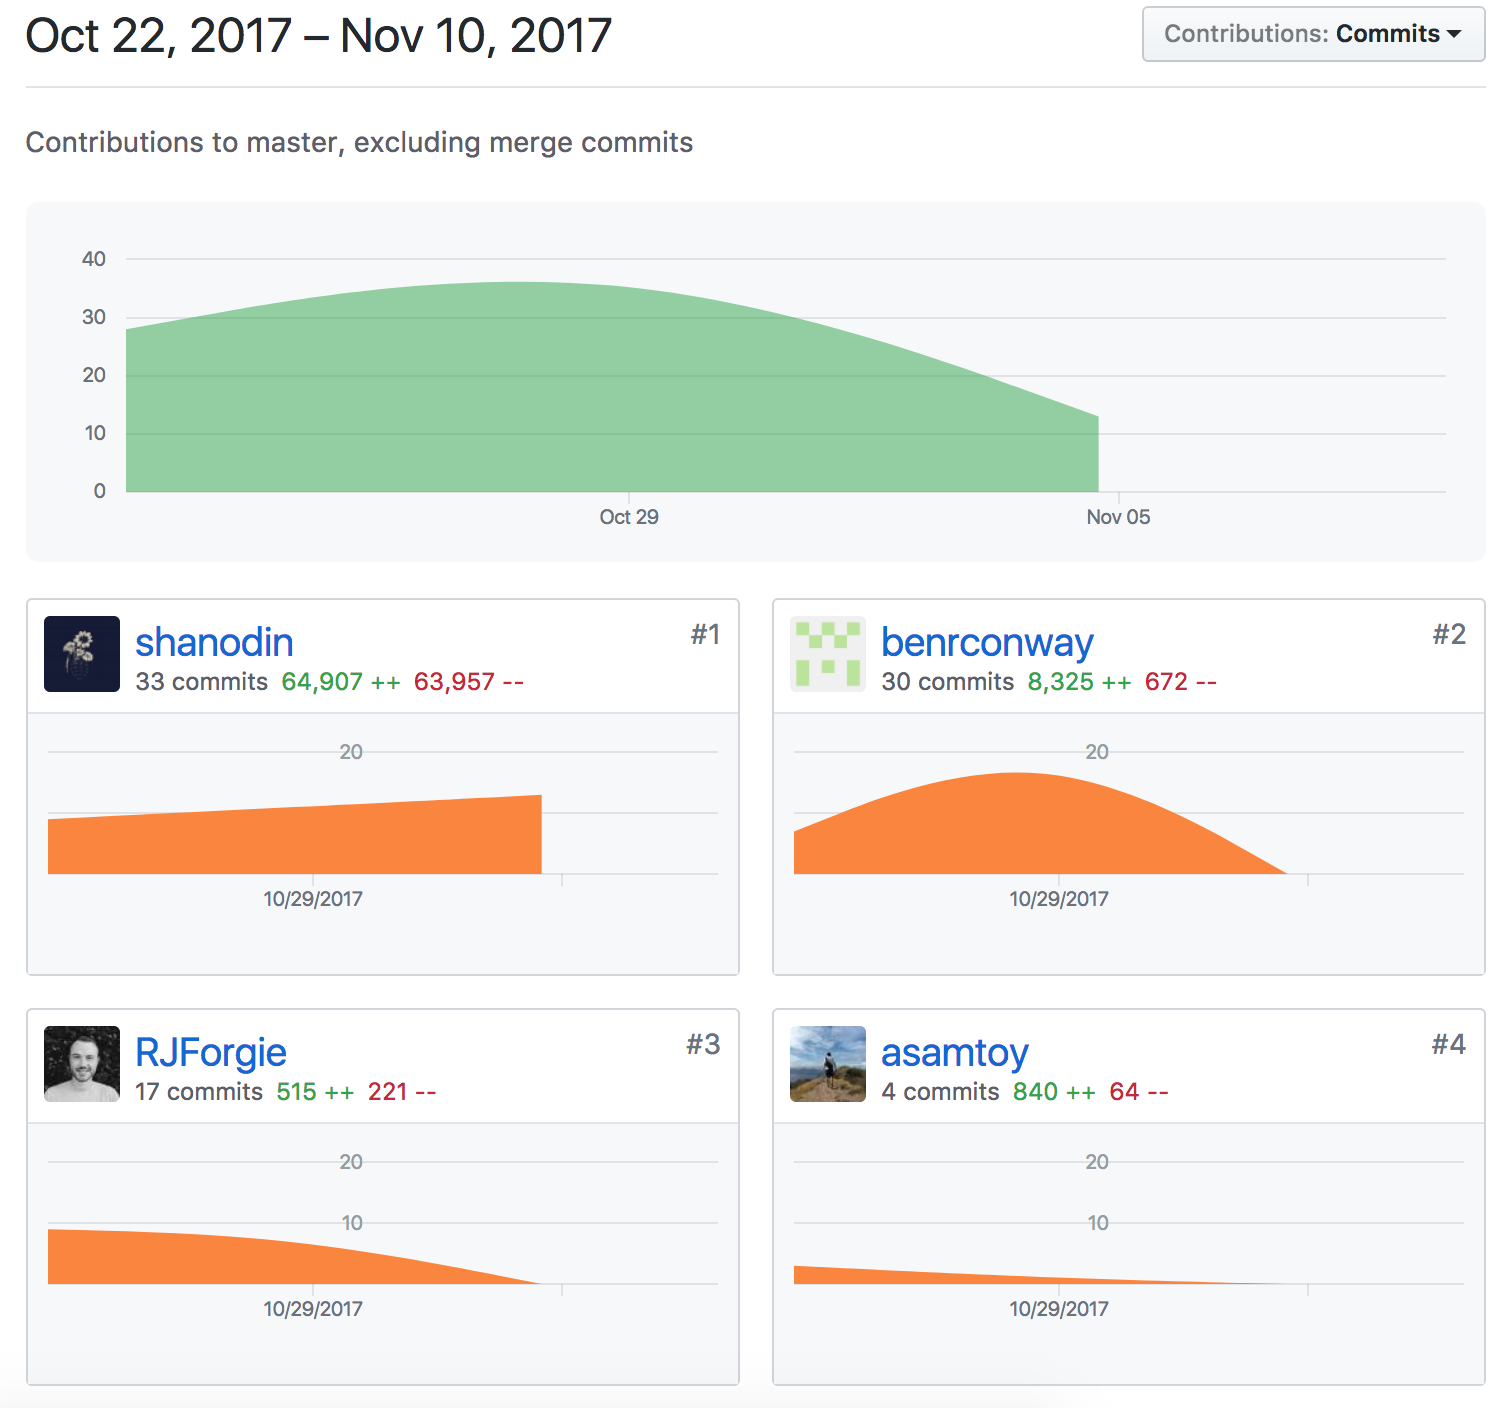 Oct 22, 2017 – Nov 10, 2017
Contributions: Commits
Contributions to master, excluding merge commits
40
30
20
10
0
Oct 29
Nov 05
shanodin
#1
33 commits 64,907 ++ 63,957 --
20
10/29/2017
benrconway
#2
30 commits 8,325 ++ 672 --
20
10/29/2017
RJForgie
#3
17 commits 515 ++ 221 --
20
10
10/29/2017
asamtoy
#4
4 commits 840 ++ 64 --
20
10
10/29/2017